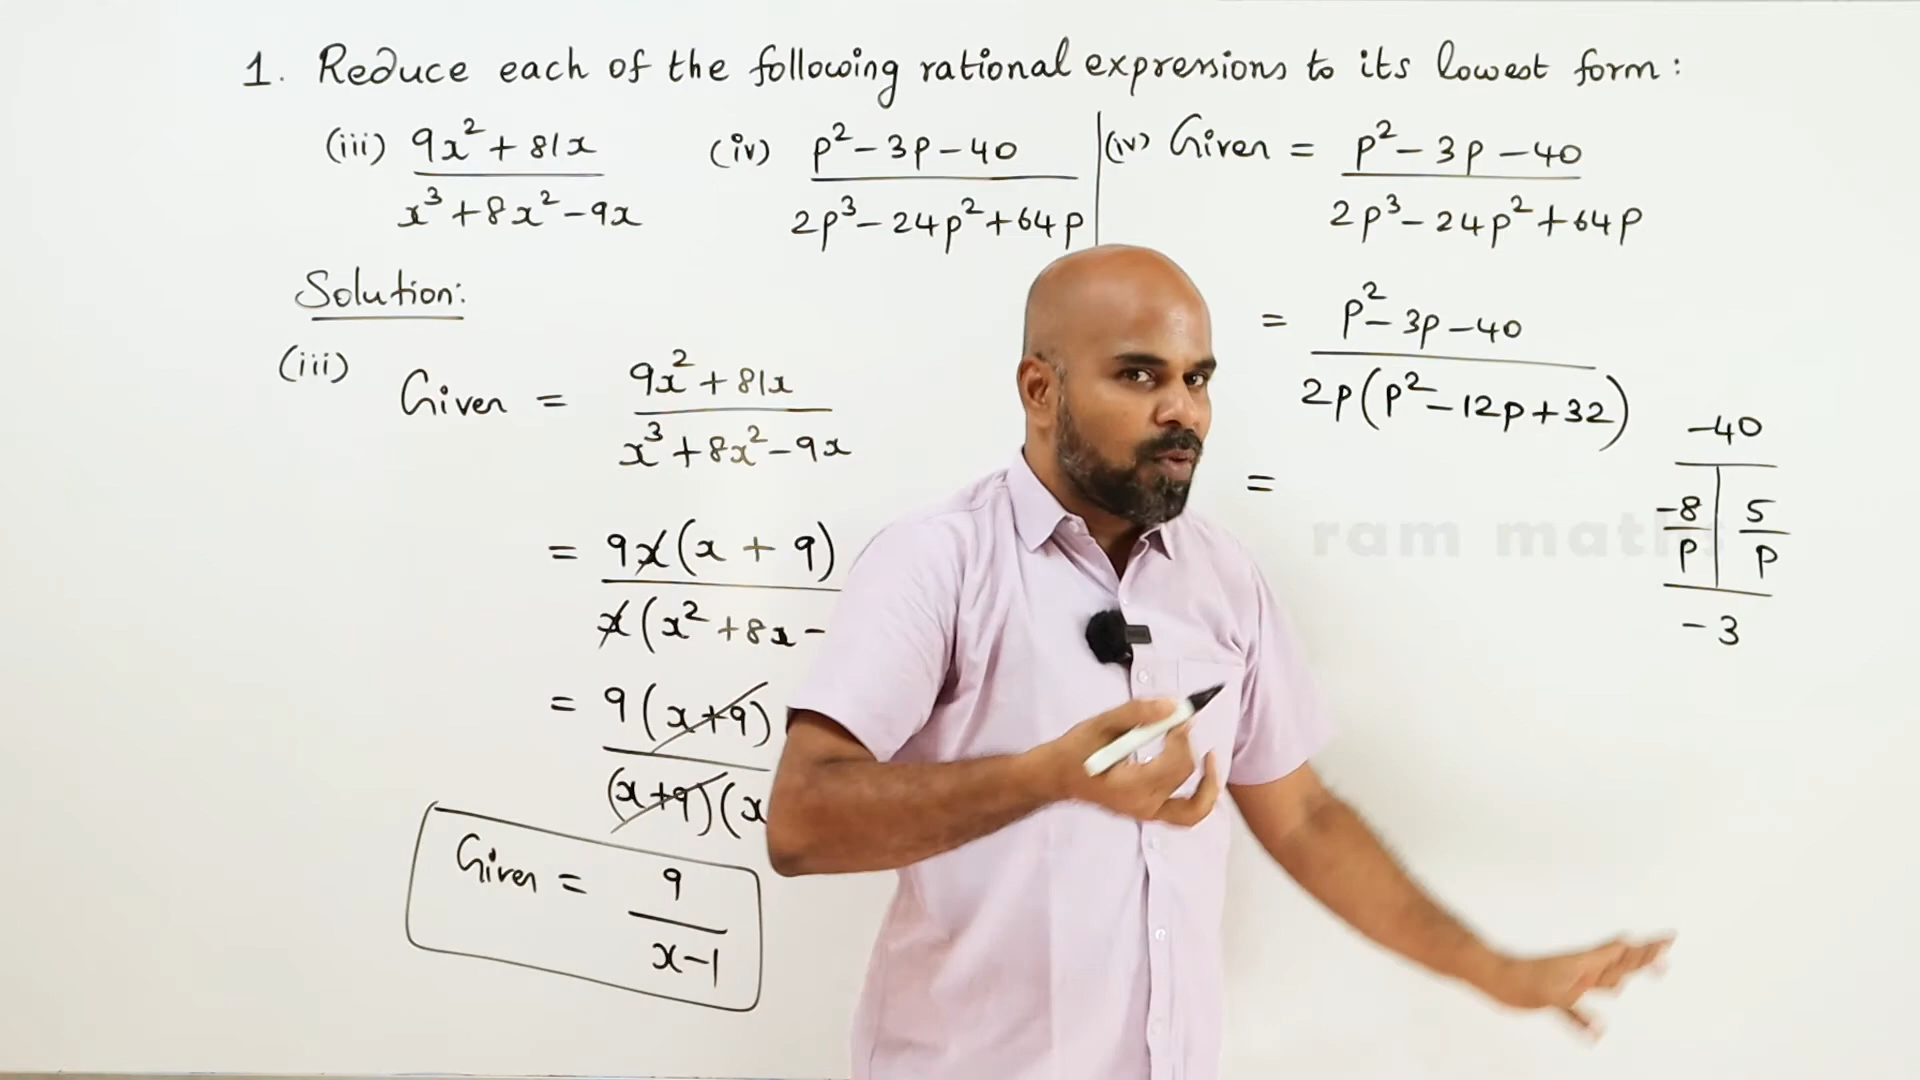 1. Reduce each of the following rational expressions to its lowest form :
(iii) 9x² + 81x
x³ + 8x² - 9x
(iv) p² - 3p - 40
2p³ - 24p² + 64p
Solution:
(iii)
Given = 9x² + 81x
x³ + 8x² - 9x
= 9x (x + 9)
x (x² + 8x -
= 9 (x+9)
(x+9) (x
Given = 9
x-1
(iv) Given = p² - 3p - 40
2p³ - 24p² + 64p
= p² - 3p - 40
2p (p² - 12p + 32)
=
-40
-8 5
p p
-3
ram maths